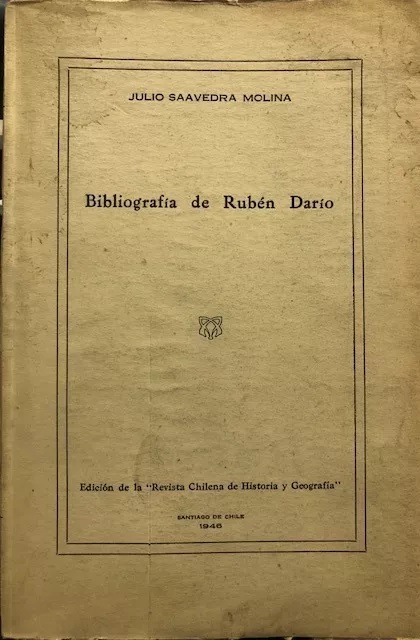 JULIO SAAVEDRA MOLINA
Bibliografía de Rubén Darío
Edición de la "Revista Chilena de Historia y Geografía"
SANTIAGO DE CHILE
1946